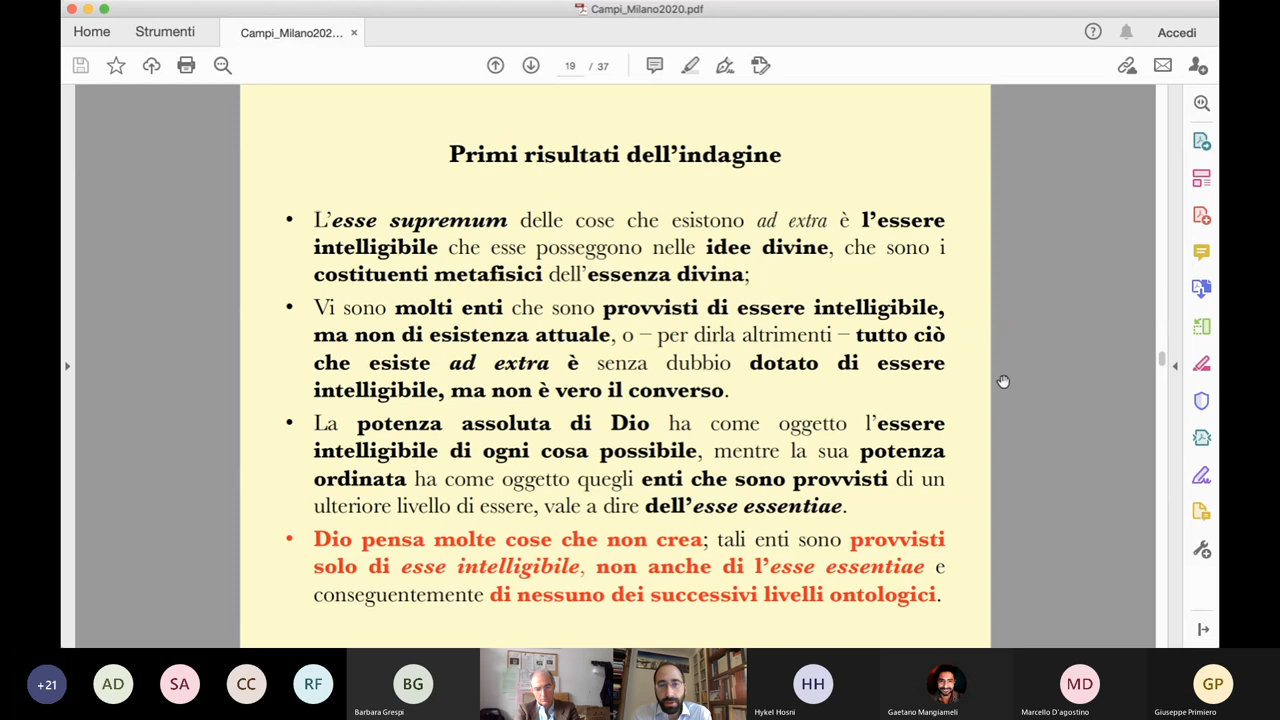 Campi_Milano2020.pdf
Home
Strumenti
Campi_Milano202... ×
Accedi
19 / 37
Primi risultati dell'indagine
• L'esse supremum delle cose che esistono ad extra è l'essere
intelligibile che esse posseggono nelle idee divine, che sono i
costituenti metafisici dell'essenza divina;
• Vi sono molti enti che sono provvisti di essere intelligibile,
ma non di esistenza attuale, o – per dirla altrimenti – tutto ciò
che esiste ad extra è senza dubbio dotato di essere
intelligibile, ma non è vero il converso.
• La potenza assoluta di Dio ha come oggetto l'essere
intelligibile di ogni cosa possibile, mentre la sua potenza
ordinata ha come oggetto quegli enti che sono provvisti di un
ulteriore livello di essere, vale a dire dell'esse essentiae.
• Dio pensa molte cose che non crea; tali enti sono provvisti
solo di esse intelligibile, non anche di l'esse essentiae e
conseguentemente di nessuno dei successivi livelli ontologici.
+21
AD
SA
CC
RF
BG
Barbara Grespi
HH
Hykel Hosni
Gaetano Mangiameli
MD
Marcello D'agostino
GP
Giuseppe Primiero